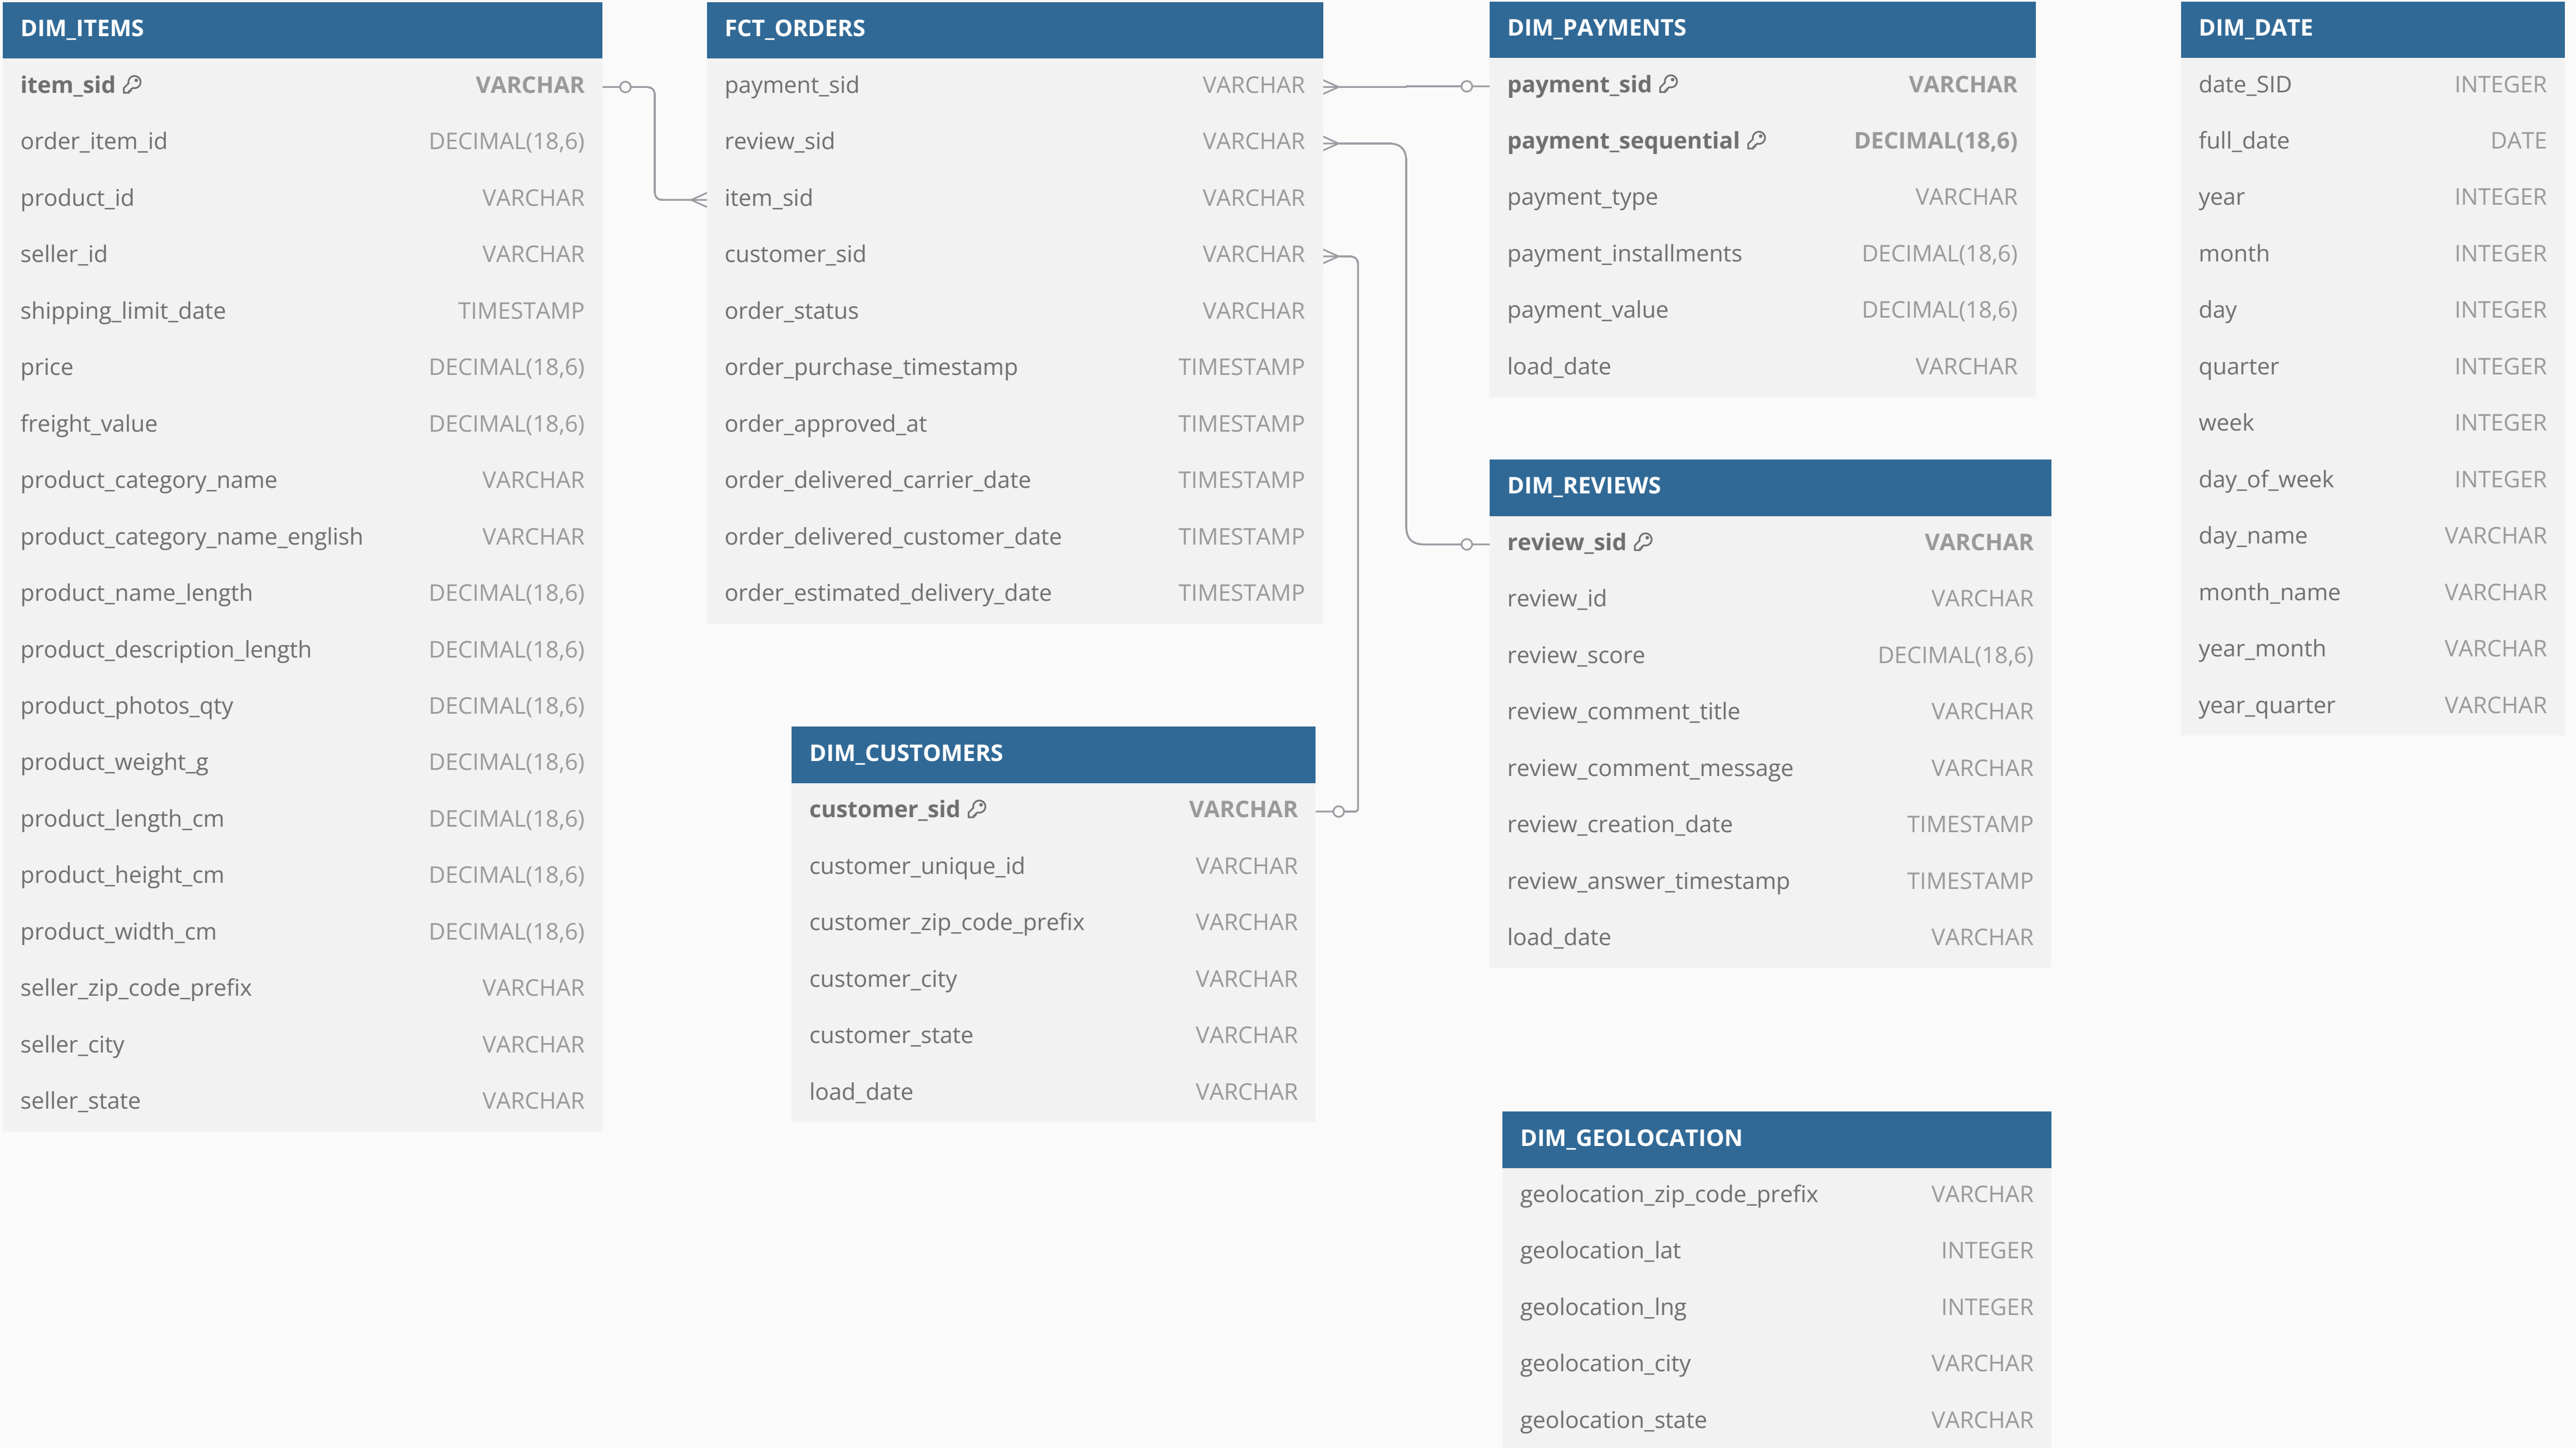 DIM_ITEMS
item_sid VARCHAR
order_item_id DECIMAL(18,6)
product_id VARCHAR
seller_id VARCHAR
shipping_limit_date TIMESTAMP
price DECIMAL(18,6)
freight_value DECIMAL(18,6)
product_category_name VARCHAR
product_category_name_english VARCHAR
product_name_length DECIMAL(18,6)
product_description_length DECIMAL(18,6)
product_photos_qty DECIMAL(18,6)
product_weight_g DECIMAL(18,6)
product_length_cm DECIMAL(18,6)
product_height_cm DECIMAL(18,6)
product_width_cm DECIMAL(18,6)
seller_zip_code_prefix VARCHAR
seller_city VARCHAR
seller_state VARCHAR
FCT_ORDERS
payment_sid VARCHAR
review_sid VARCHAR
item_sid VARCHAR
customer_sid VARCHAR
order_status VARCHAR
order_purchase_timestamp TIMESTAMP
order_approved_at TIMESTAMP
order_delivered_carrier_date TIMESTAMP
order_delivered_customer_date TIMESTAMP
order_estimated_delivery_date TIMESTAMP
DIM_CUSTOMERS
customer_sid VARCHAR
customer_unique_id VARCHAR
customer_zip_code_prefix VARCHAR
customer_city VARCHAR
customer_state VARCHAR
load_date VARCHAR
DIM_PAYMENTS
payment_sid VARCHAR
payment_sequential DECIMAL(18,6)
payment_type VARCHAR
payment_installments DECIMAL(18,6)
payment_value DECIMAL(18,6)
load_date VARCHAR
DIM_REVIEWS
review_sid VARCHAR
review_id VARCHAR
review_score DECIMAL(18,6)
review_comment_title VARCHAR
review_comment_message VARCHAR
review_creation_date TIMESTAMP
review_answer_timestamp TIMESTAMP
load_date VARCHAR
DIM_GEOLOCATION
geolocation_zip_code_prefix VARCHAR
geolocation_lat INTEGER
geolocation_lng INTEGER
geolocation_city VARCHAR
geolocation_state VARCHAR
DIM_DATE
date_SID INTEGER
full_date DATE
year INTEGER
month INTEGER
day INTEGER
quarter INTEGER
week INTEGER
day_of_week INTEGER
day_name VARCHAR
month_name VARCHAR
year_month VARCHAR
year_quarter VARCHAR